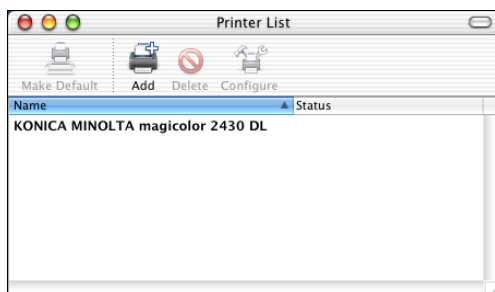 Printer List
Make Default Add Delete Configure
Name Status
KONICA MINOLTA magicolor 2430 DL